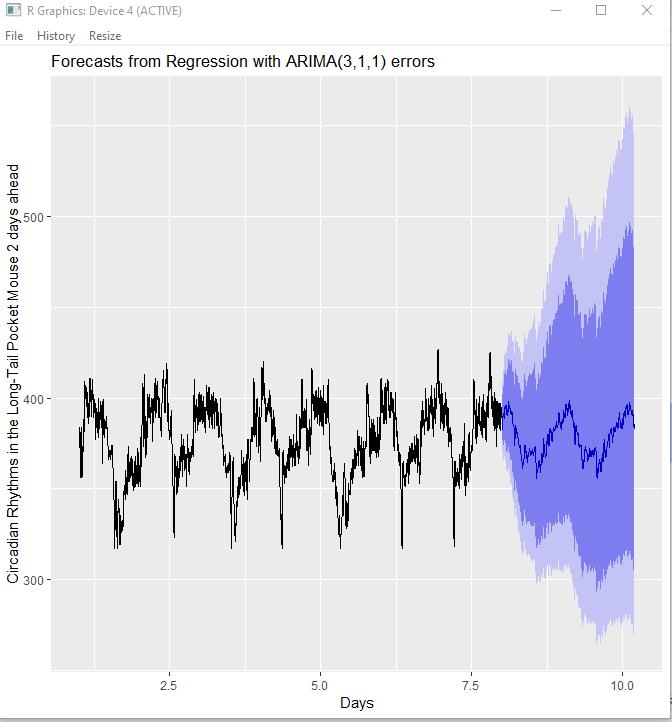 R Graphics: Device 4 (ACTIVE)
File History Resize
Forecasts from Regression with ARIMA(3,1,1) errors
Circadian Rhythms in the Long-Tail Pocket Mouse 2 days ahead
500
400
300
2.5 5.0 7.5 10.0
Days